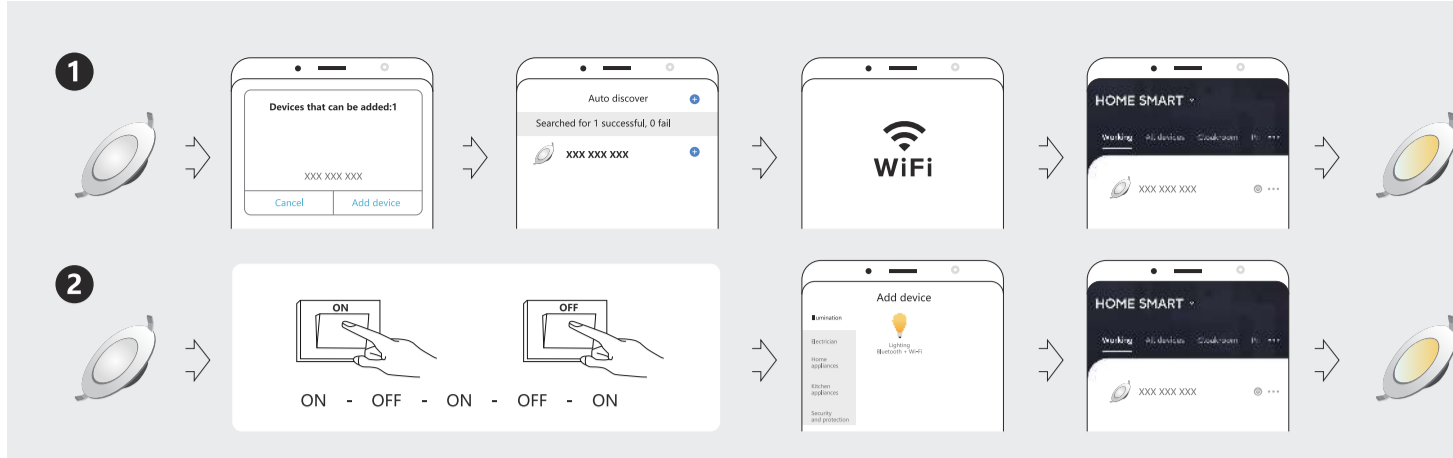 1
Devices that can be added:1
XXX XXX XXX
Cancel Add device
Auto discover
Searched for 1 successful, 0 fail
XXX XXX XXX
WiFi
HOME SMART
Working All devices Cloakroom
XXX XXX XXX
2
ON
OFF
ON - OFF - ON - OFF - ON
Add device
Illumination
Electrician
Home
appliances
Kitchen
appliances
Security
and protection
Lighting
Bluetooth + Wi-Fi
HOME SMART
Working All devices Cloakroom
XXX XXX XXX